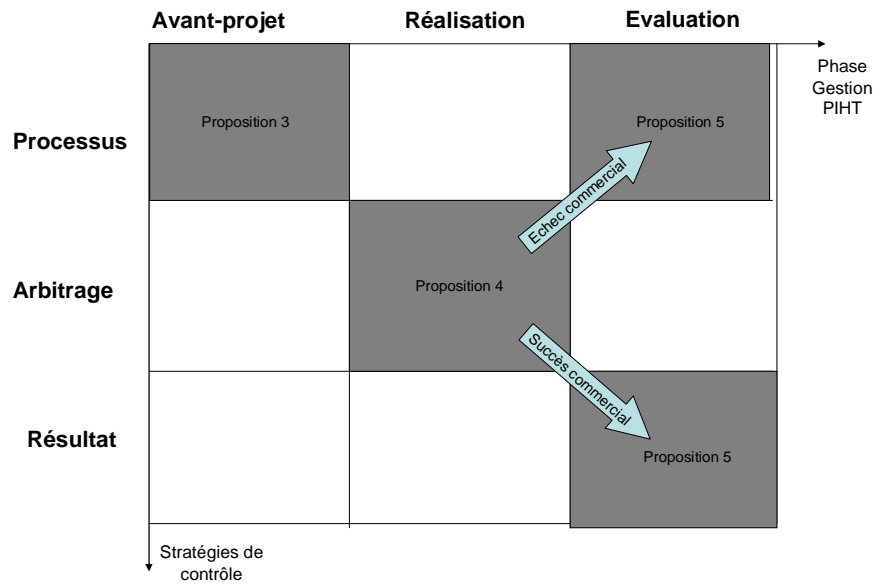 Avant-projet
Réalisation
Evaluation
Phase
Gestion
PIHT
Processus
Proposition 3
Proposition 5
Echec commercial
Arbitrage
Proposition 4
Succès commercial
Résultat
Proposition 5
Stratégies de
contrôle